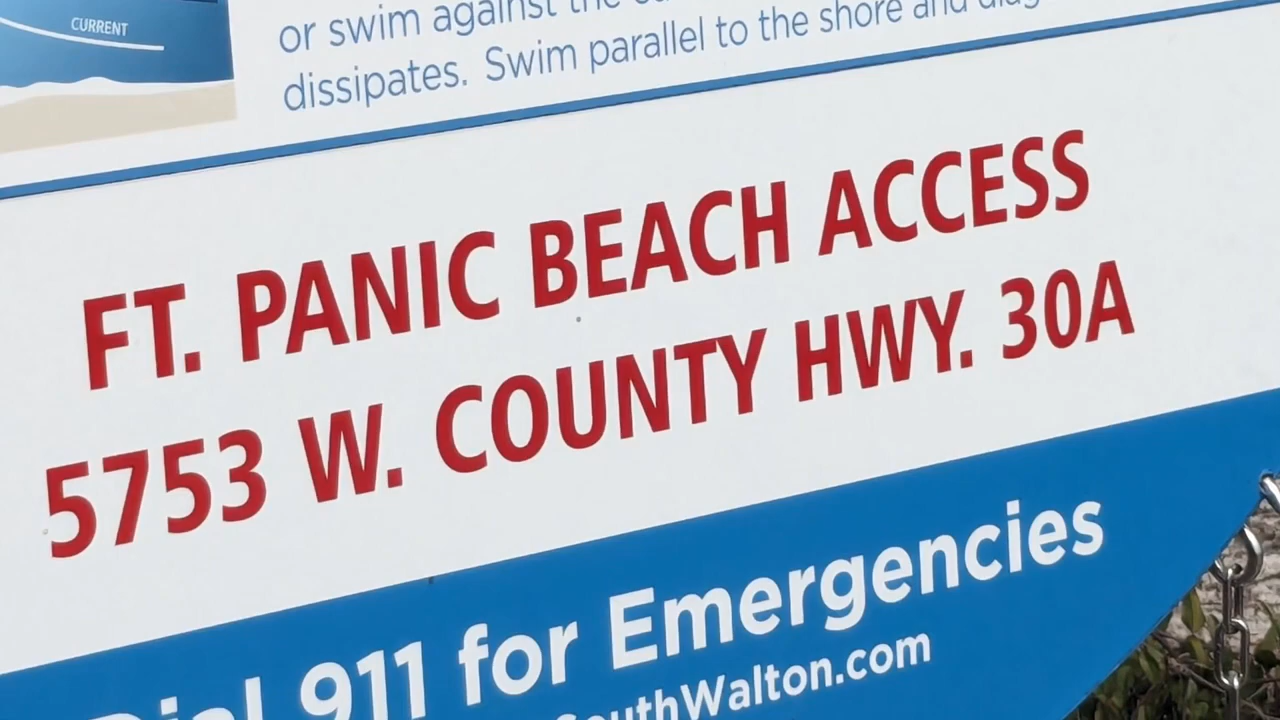 CURRENT
or swim against the
dissipates. Swim parallel to the shore and
FT. PANIC BEACH ACCESS
5753 W. COUNTY HWY. 30A
Dial 911 for Emergencies
SouthWalton.com